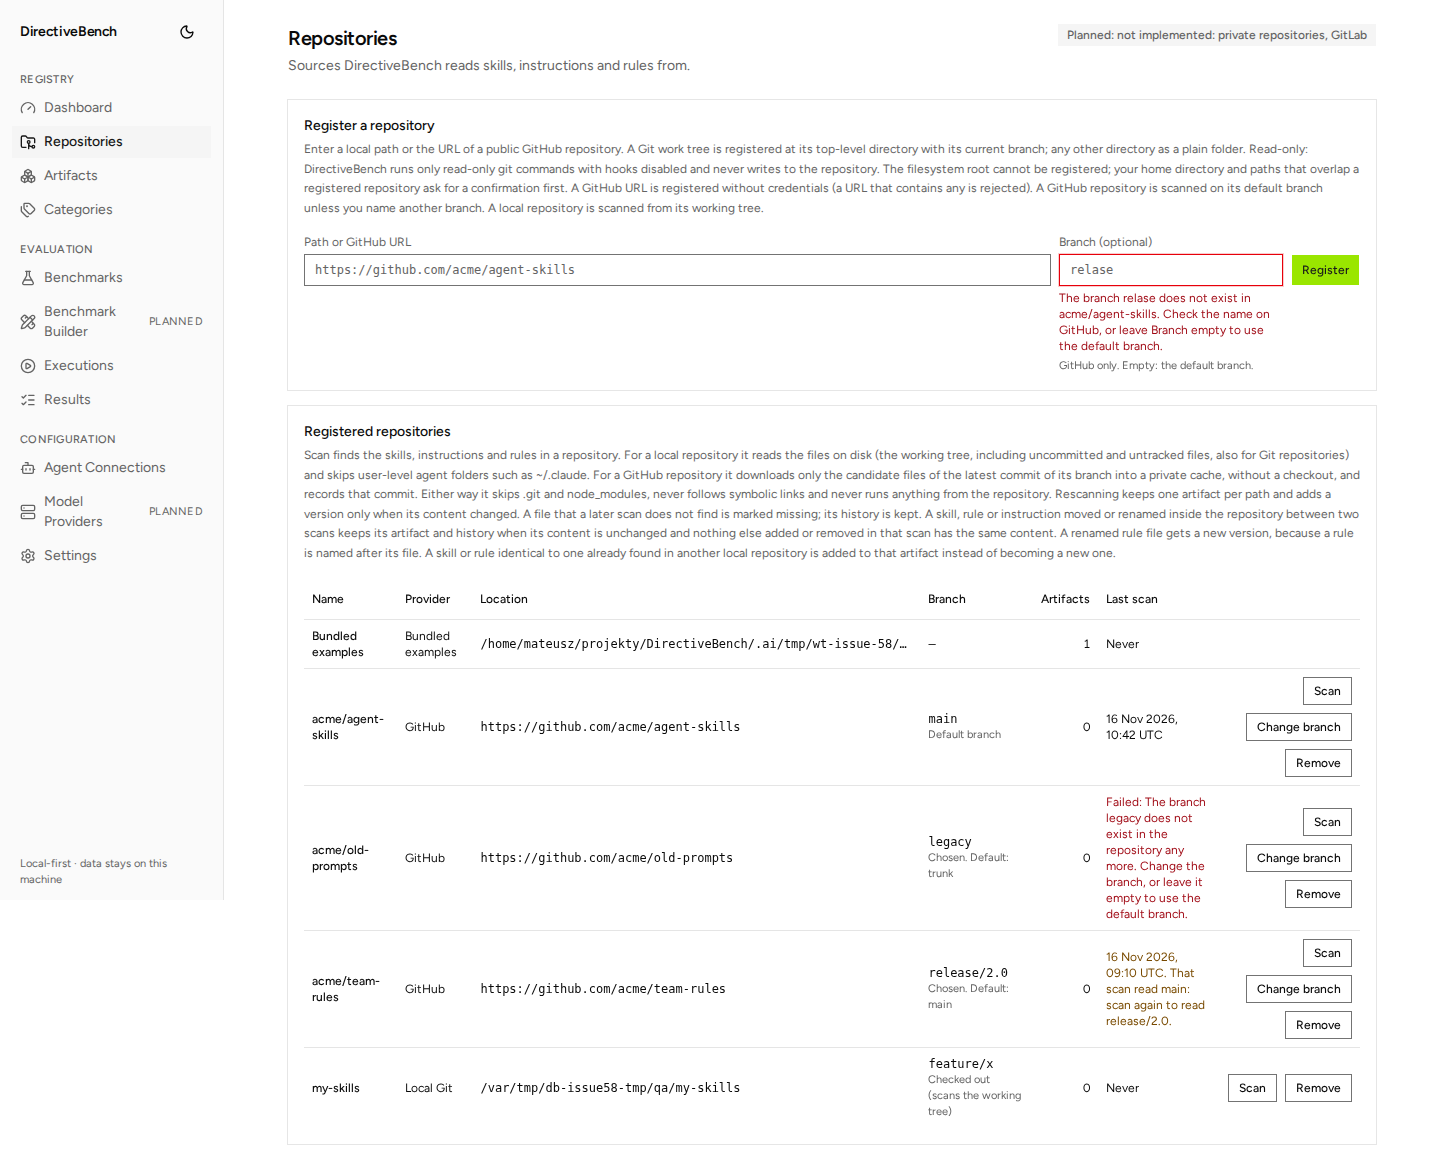 DirectiveBench
REGISTRY
Dashboard
Repositories
Artifacts
Categories
EVALUATION
Benchmarks
Benchmark
Builder
PLANNED
Executions
Results
CONFIGURATION
Agent Connections
Model
Providers
PLANNED
Settings
Local-first · data stays on this
machine
Repositories
Planned: not implemented: private repositories, GitLab
Sources DirectiveBench reads skills, instructions and rules from.
Register a repository
Enter a local path or the URL of a public GitHub repository. A Git work tree is registered at its top-level directory with its current branch; any other directory as a plain folder. Read-only:
DirectiveBench runs only read-only git commands with hooks disabled and never writes to the repository. The filesystem root cannot be registered; your home directory and paths that overlap a
registered repository ask for a confirmation first. A GitHub URL is registered without credentials (a URL that contains any is rejected). A GitHub repository is scanned on its default branch
unless you name another branch. A local repository is scanned from its working tree.
Path or GitHub URL
Branch (optional)
https://github.com/acme/agent-skills
relase
Register
The branch relase does not exist in
acme/agent-skills. Check the name on
GitHub, or leave Branch empty to use
the default branch.
GitHub only. Empty: the default branch.
Registered repositories
Scan finds the skills, instructions and rules in a repository. For a local repository it reads the files on disk (the working tree, including uncommitted and untracked files, also for Git repositories)
and skips user-level agent folders such as ~/.claude. For a GitHub repository it downloads only the candidate files of the latest commit of its branch into a private cache, without a checkout, and
records that commit. Either way it skips .git and node_modules, never follows symbolic links and never runs anything from the repository. Rescanning keeps one artifact per path and adds a
version only when its content changed. A file that a later scan does not find is marked missing; its history is kept. A skill, rule or instruction moved or renamed inside the repository between two
scans keeps its artifact and history when its content is unchanged and nothing else added or removed in that scan has the same content. A renamed rule file gets a new version, because a rule
is named after its file. A skill or rule identical to one already found in another local repository is added to that artifact instead of becoming a new one.
Name Provider Location Branch Artifacts Last scan
Bundled
examples
Bundled
examples
/home/mateusz/projekty/DirectiveBench/.ai/tmp/wt-issue-58/…
—
1
Never
acme/agent-
skills
GitHub
https://github.com/acme/agent-skills
main
Default branch
0
16 Nov 2026,
10:42 UTC
Scan
Change branch
Remove
acme/old-
prompts
GitHub
https://github.com/acme/old-prompts
legacy
Chosen. Default:
trunk
0
Failed: The branch
legacy does not
exist in the
repository any
more. Change the
branch, or leave it
empty to use the
default branch.
Scan
Change branch
Remove
acme/team-
rules
GitHub
https://github.com/acme/team-rules
release/2.0
Chosen. Default:
main
0
16 Nov 2026,
09:10 UTC. That
scan read main:
scan again to read
release/2.0.
Scan
Change branch
Remove
my-skills
Local Git
/var/tmp/db-issue58-tmp/qa/my-skills
feature/x
Checked out
(scans the working
tree)
0
Never
Scan
Remove